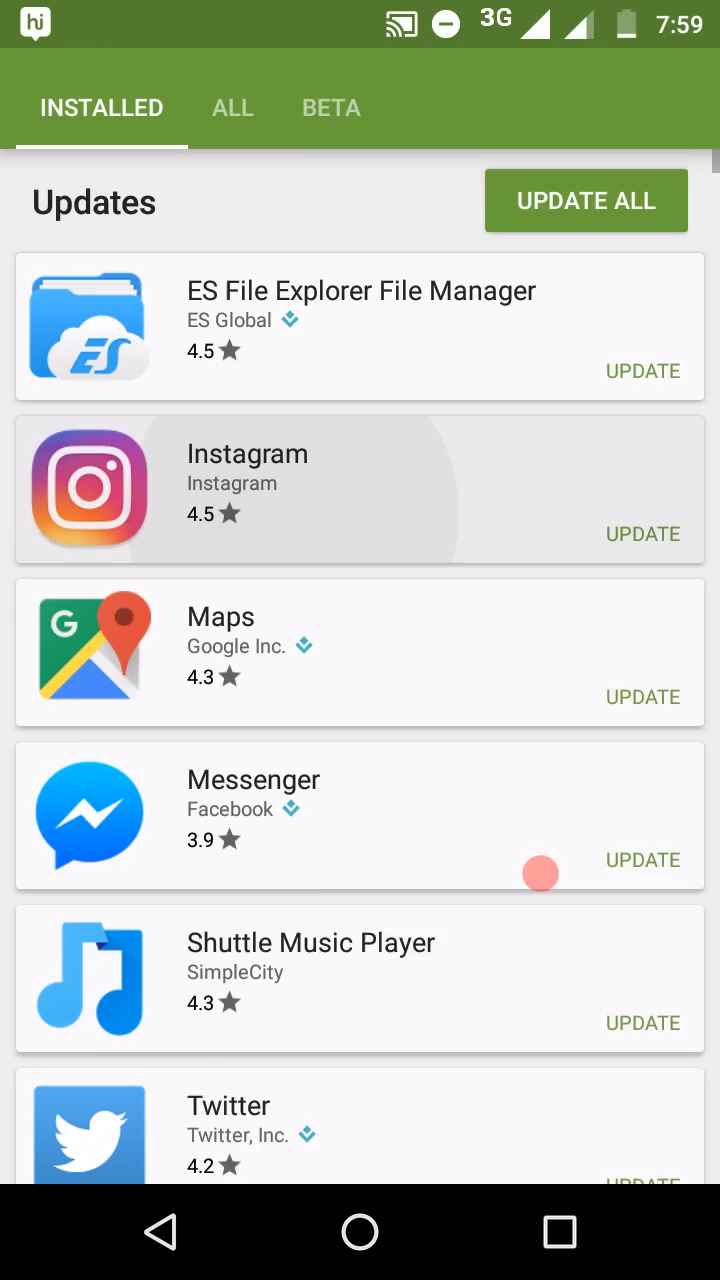 hi 3G 7:59
INSTALLED ALL BETA
Updates UPDATE ALL
ES File Explorer File Manager
ES Global
4.5
UPDATE
ES
Instagram
Instagram
4.5
UPDATE
G
Maps
Google Inc.
4.3
UPDATE
Messenger
Facebook
3.9
UPDATE
Shuttle Music Player
SimpleCity
4.3
UPDATE
Twitter
Twitter, Inc.
4.2
UPDATE